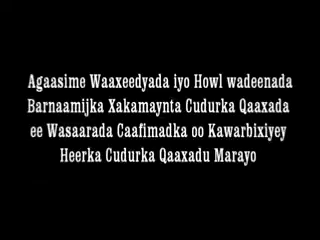 Agaasime Waaxeedyada iyo Howl wadeenada
Barnaamijka Xakamaynta Cudurka Qaaxada
ee Wasaarada Caafimadka oo Kawarbixiyey
Heerka Cudurka Qaaxadu Marayo